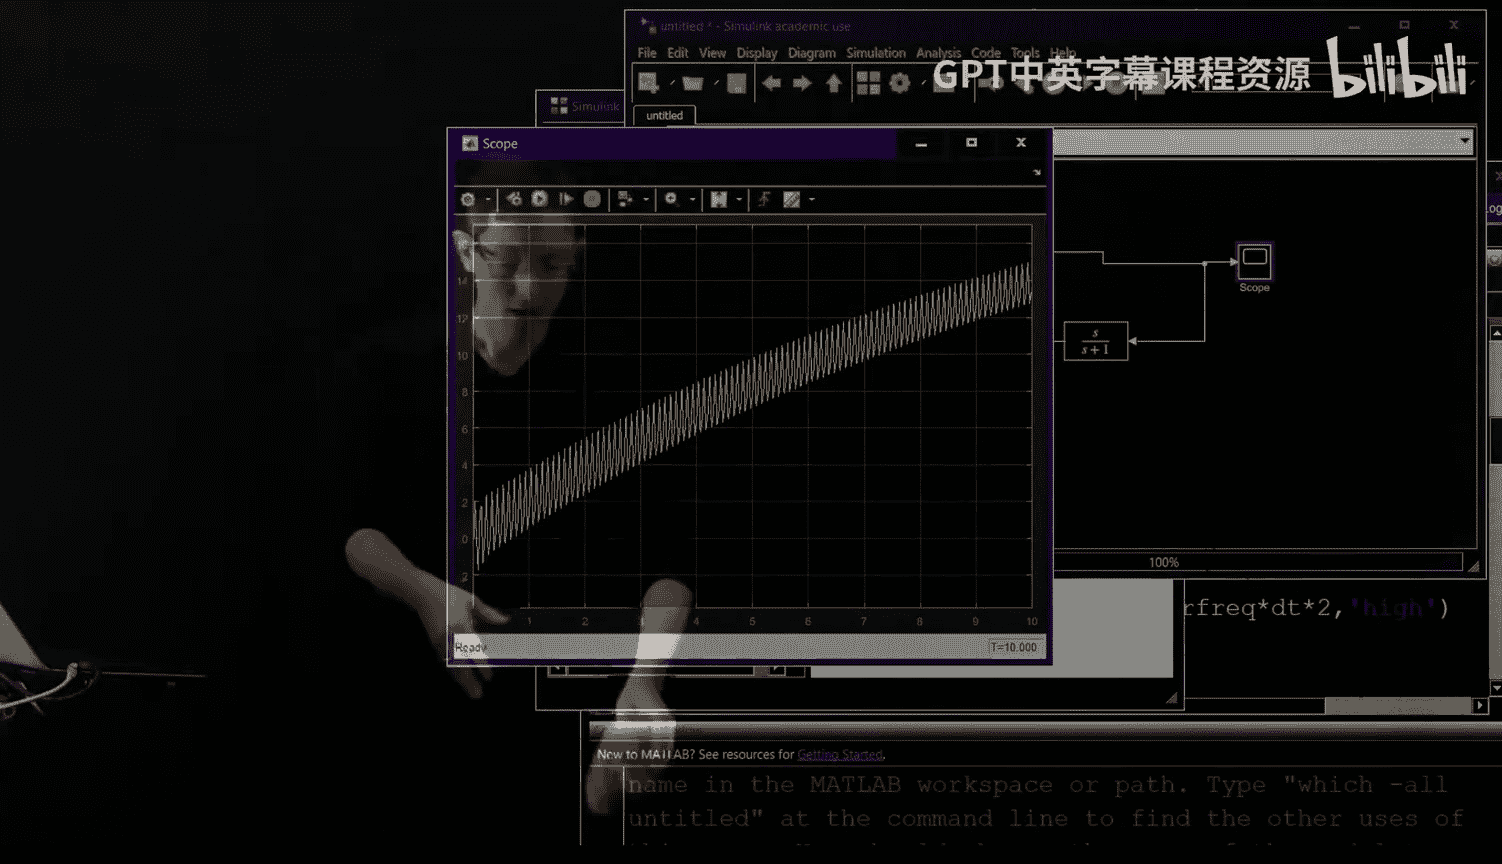 untitled * - Simulink academic use
File Edit View Display Diagram Simulation Analysis Code Tools Help
GPT中英字幕课程资源 bilibili
Simulink
untitled
Scope
14
12
10
8
6
4
2
0
2
1 2 3 4 5 6 7 8 9 10
Ready T=10.000
Scope
s
s+1
100%
rfreq*dt*2,'high')
New to MATLAB? See resources for Getting Started.
name in the MATLAB workspace or path. Type "which -all
untitled" at the command line to find the other uses of